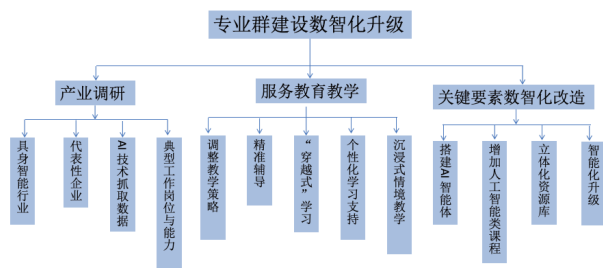 专业群建设数智化升级
产业调研
服务教育教学
关键要素数智化改造
具身智能行业
代表性企业
AI技术抓取数据
典型工作岗位与能力
调整教学策略
精准辅导
“穿越式”学习
个性化学习支持
沉浸式情境教学
搭建AI智能体
增加人工智能类课程
立体化资源库
智能化升级